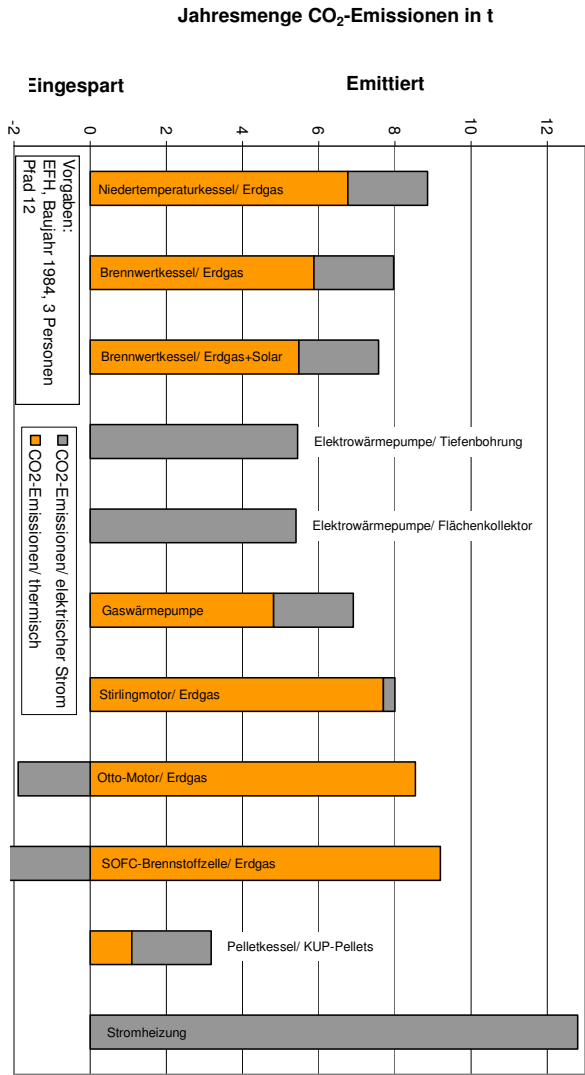 Jahresmenge CO₂-Emissionen in t
Eingespart
Emittiert
-2
0
2
4
6
8
10
12
Vorgaben:
EFH, Baujahr 1984, 3 Personen
Pfad 12
Niedertemperaturkessel/ Erdgas
Brennwertkessel/ Erdgas
Brennwertkessel/ Erdgas+Solar
Elektrowärmepumpe/ Tiefenbohrung
Elektrowärmepumpe/ Flächenkollektor
CO2-Emissionen/ elektrischer Strom
CO2-Emissionen/ thermisch
Gaswärmepumpe
Stirlingmotor/ Erdgas
Otto-Motor/ Erdgas
SOFC-Brennstoffzelle/ Erdgas
Pelletkessel/ KUP-Pellets
Stromheizung